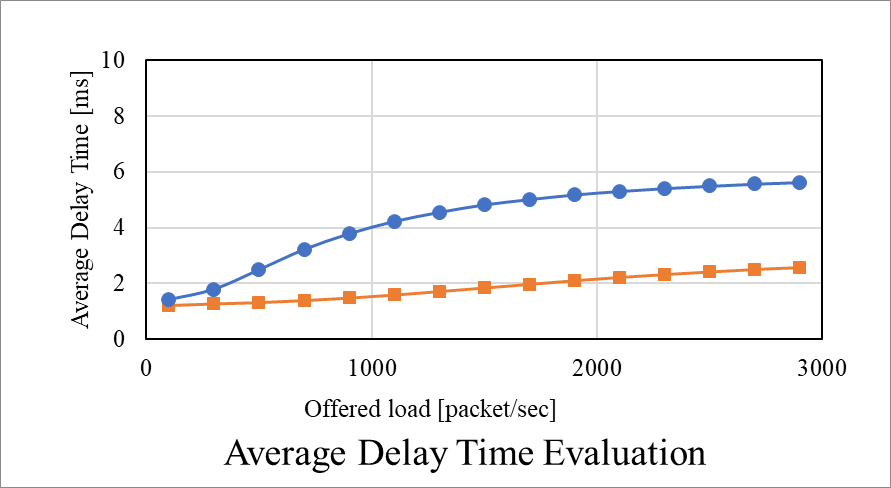 10
8
6
4
2
0
Average Delay Time [ms]
0 1000 2000 3000
Offered load [packet/sec]
Average Delay Time Evaluation